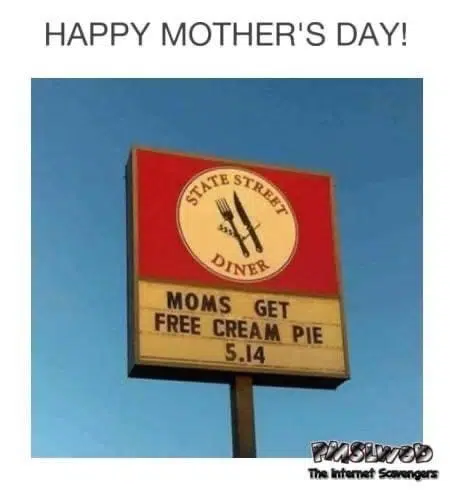 HAPPY MOTHER'S DAY!
STATE STREET
DINER
MOMS GET
FREE CREAM PIE
5.14
PMSLWEB
The Internet Scavengers